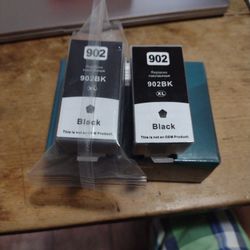 902
902BK
XL
Black
This is not an OEM Product!
902
902BK
XL
Black
This is not an OEM Product!